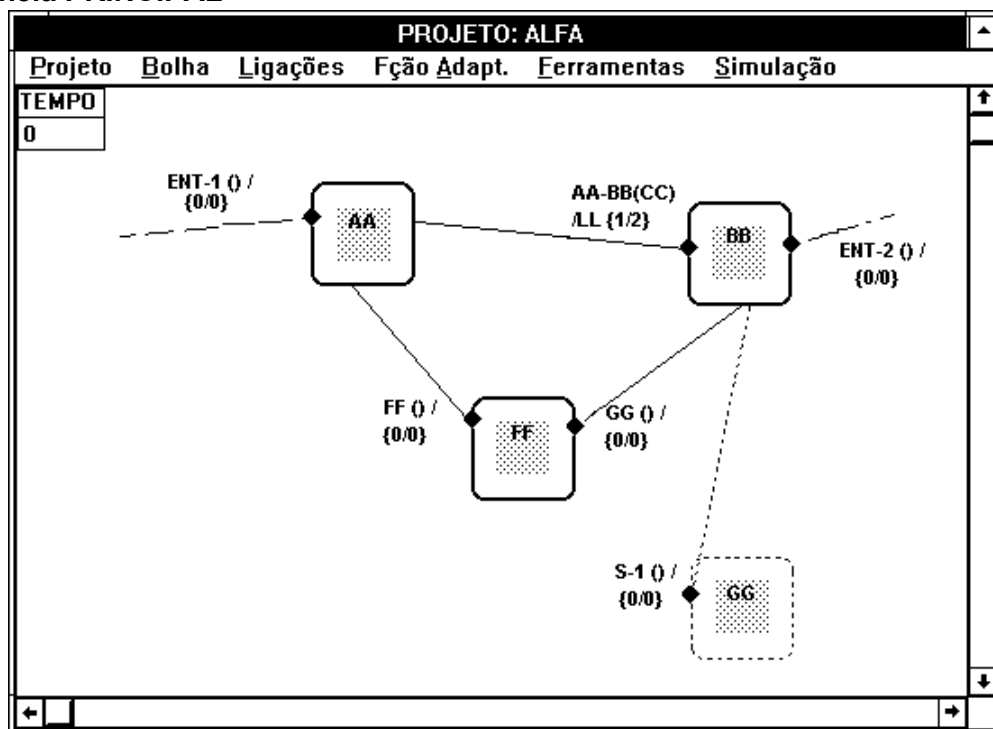 PROJETO: ALFA
Projeto Bolha Ligações Fção Adapt. Ferramentas Simulação
TEMPO
0
ENT-1 () /
{0/0}
AA
AA-BB(CC)
/LL {1/2}
BB
ENT-2 () /
{0/0}
FF () /
{0/0}
FF
GG () /
{0/0}
S-1 () /
{0/0}
GG